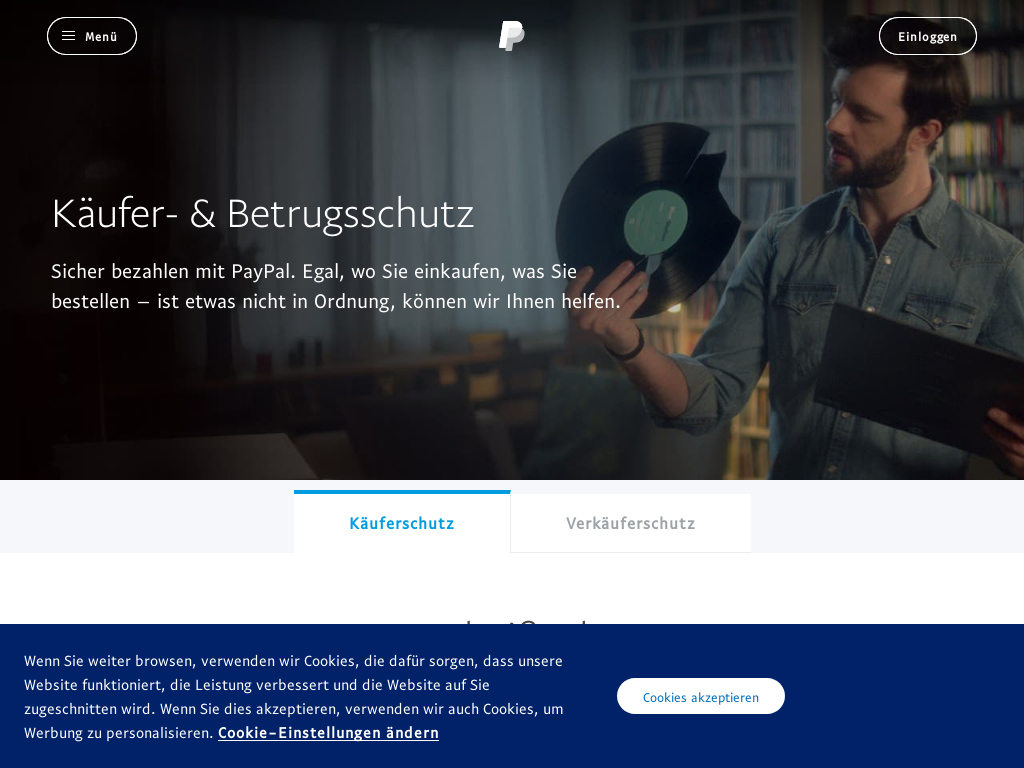 Menü
Einloggen
Käufer- & Betrugsschutz
Sicher bezahlen mit PayPal. Egal, wo Sie einkaufen, was Sie
bestellen – ist etwas nicht in Ordnung, können wir Ihnen helfen.
Käuferschutz
Verkäuferschutz
Wenn Sie weiter browsen, verwenden wir Cookies, die dafür sorgen, dass unsere
Website funktioniert, die Leistung verbessert und die Website auf Sie
zugeschnitten wird. Wenn Sie dies akzeptieren, verwenden wir auch Cookies, um
Werbung zu personalisieren. Cookie-Einstellungen ändern
Cookies akzeptieren